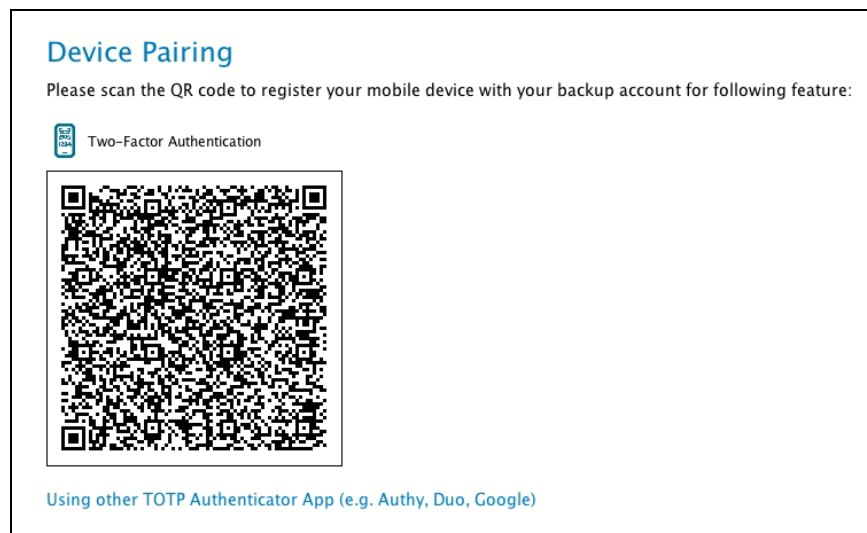 Device Pairing
Please scan the QR code to register your mobile device with your backup account for following feature:
Two-Factor Authentication
Using other TOTP Authenticator App (e.g. Authy, Duo, Google)